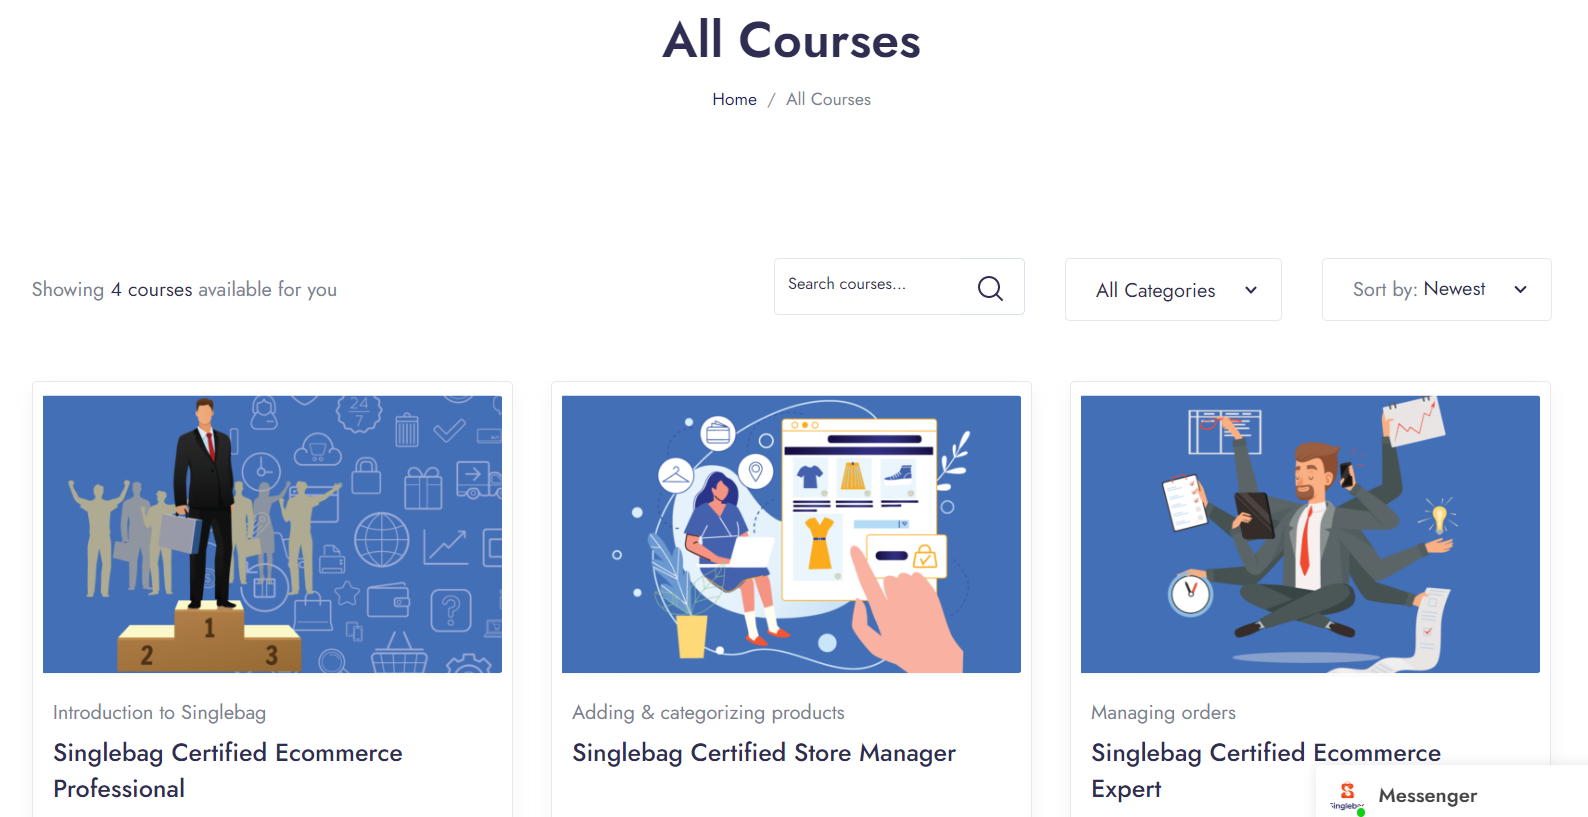 All Courses
Home / All Courses
Showing 4 courses available for you
Search courses...
All Categories
Sort by: Newest
24
7
1
2
3
Introduction to Singlebag
Singlebag Certified Ecommerce
Professional
Adding & categorizing products
Singlebag Certified Store Manager
Managing orders
Singlebag Certified Ecommerce
Expert
Messenger